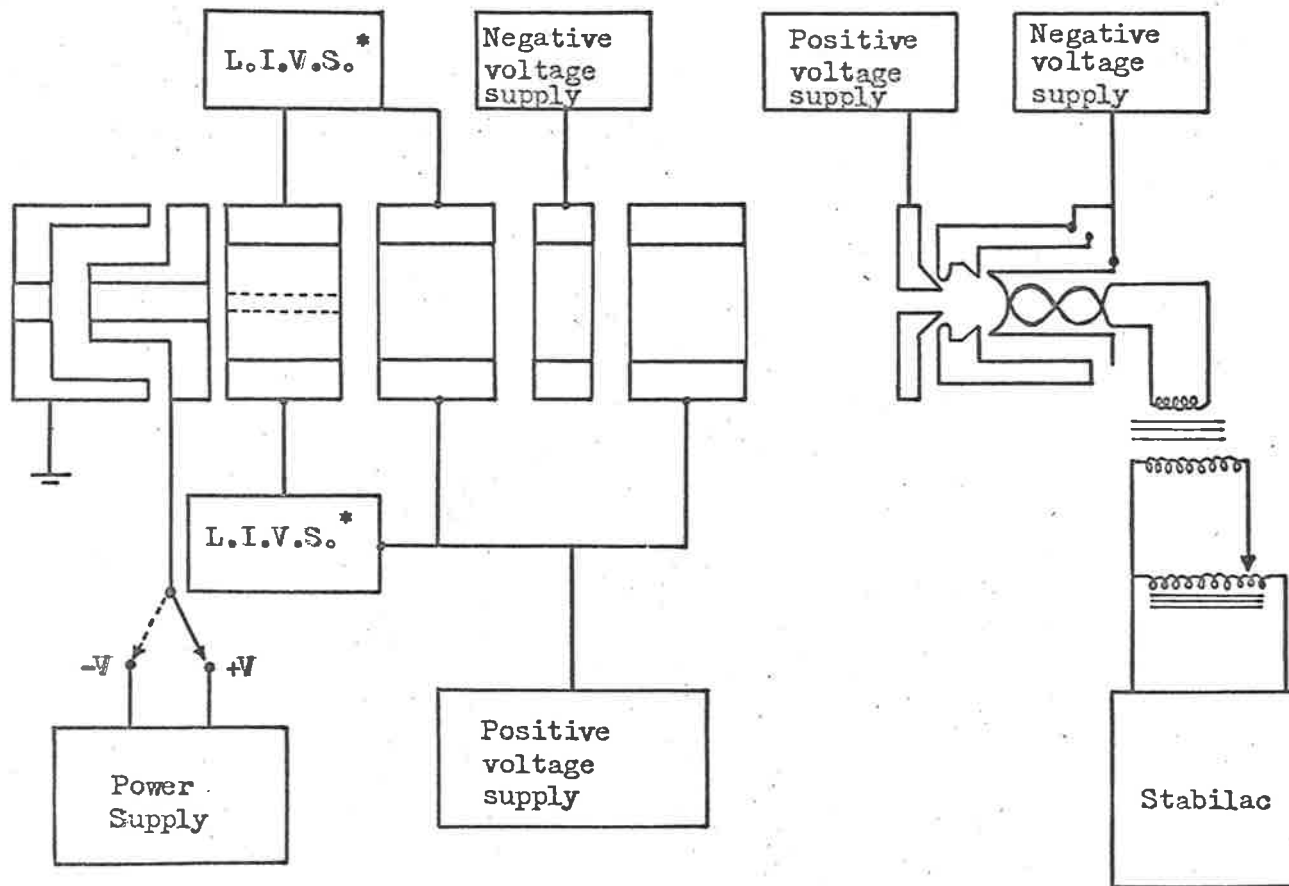 L.I.V.S.*
Negative
voltage
supply
Positive
voltage
supply
Negative
voltage
supply
L.I.V.S.*
-V
+V
Power
Supply
Positive
voltage
supply
Stabilac